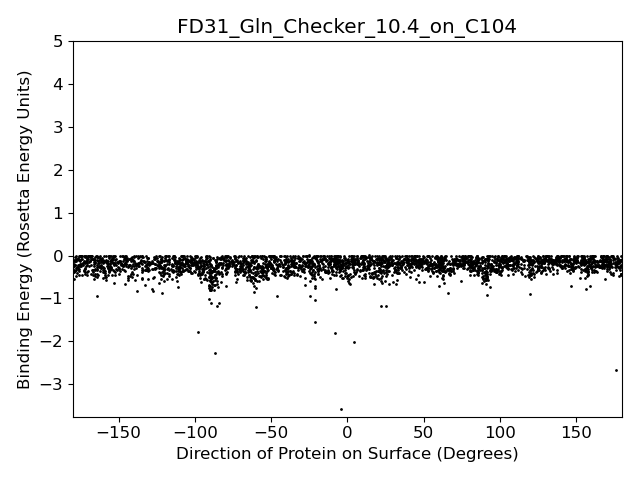 FD31_Gln_Checker_10.4_on_C104
5
4
3
2
1
0
−1
−2
−3
Binding Energy (Rosetta Energy Units)
−150 −100 −50 0 50 100 150
Direction of Protein on Surface (Degrees)